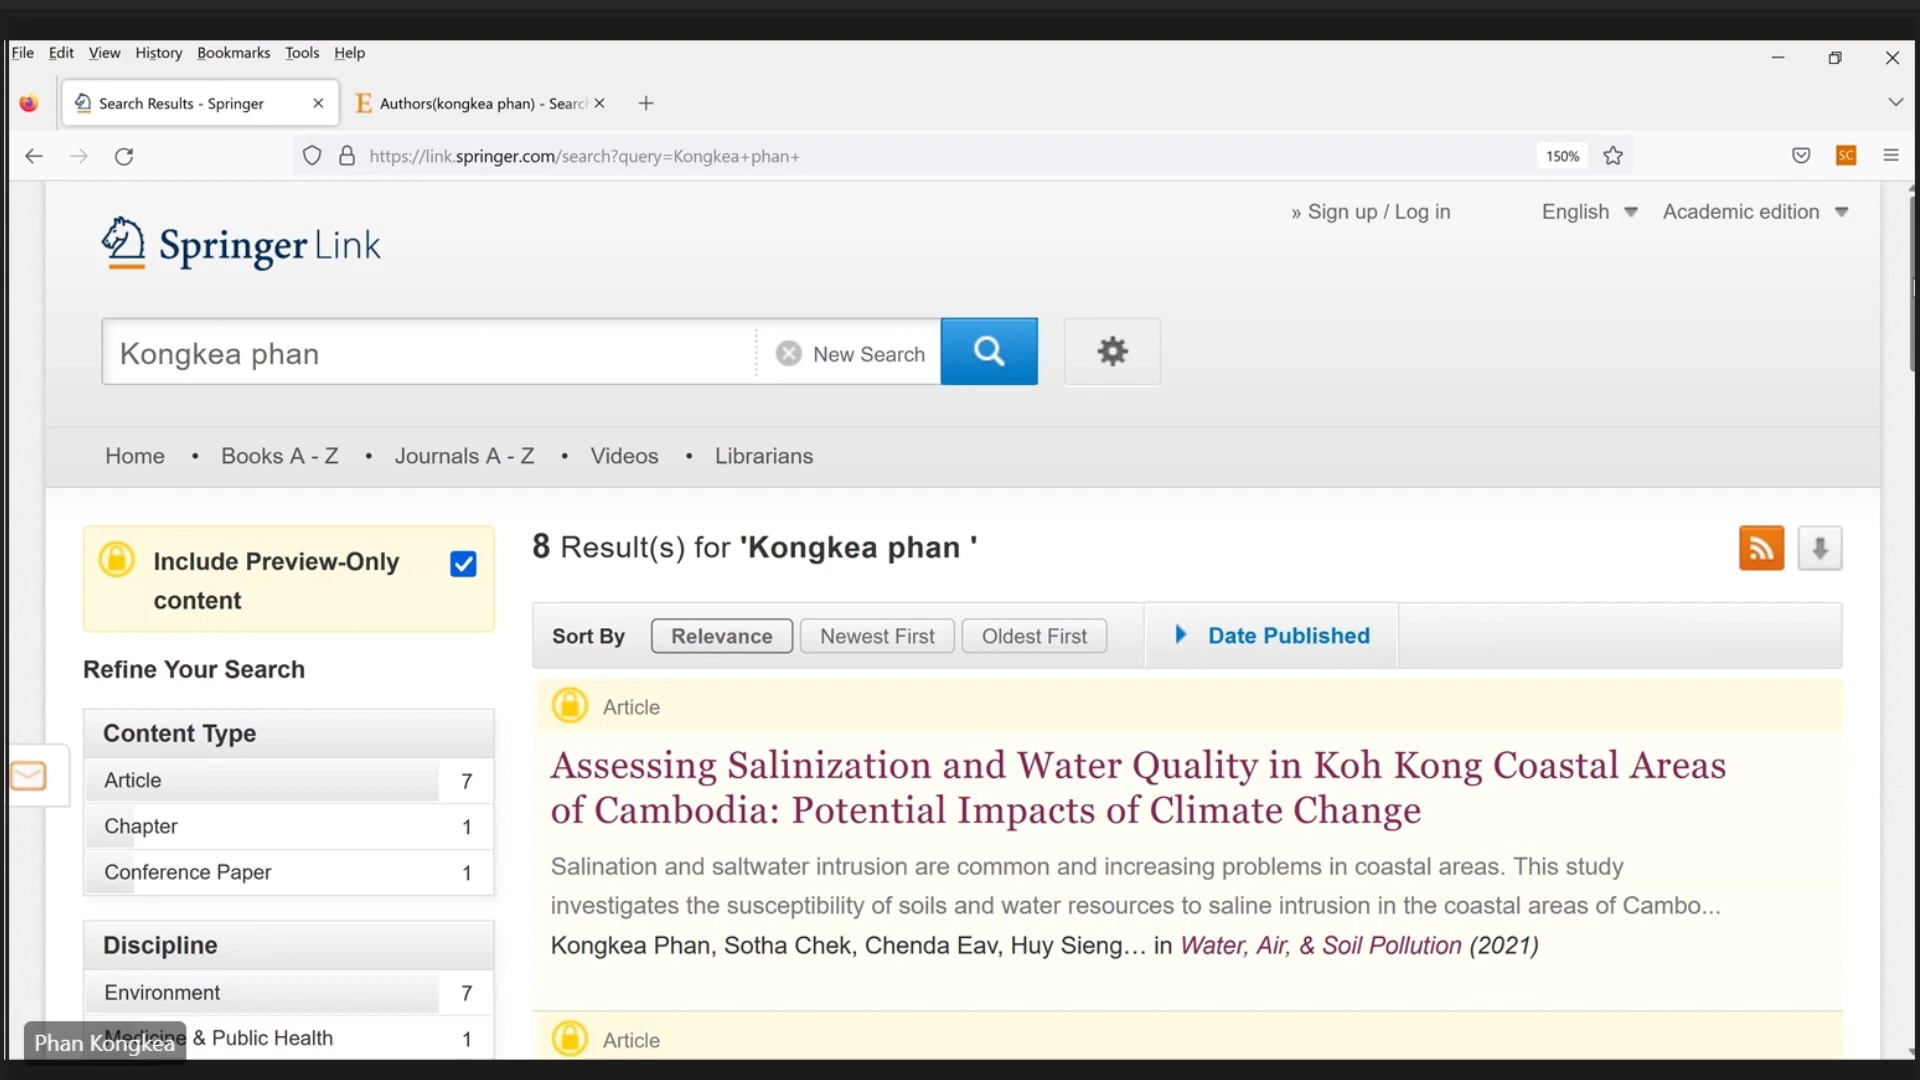 File Edit View History Bookmarks Tools Help
Search Results - Springer
Authors(kongkea phan) - Searc
https://link.springer.com/search?query=Kongkea+phan+
150%
SC
» Sign up / Log in
English
Academic edition
Springer Link
Kongkea phan
New Search
Home • Books A - Z • Journals A - Z • Videos • Librarians
Include Preview-Only
content
8 Result(s) for 'Kongkea phan '
Sort By Relevance Newest First Oldest First Date Published
Refine Your Search
Content Type
Article 7
Chapter 1
Conference Paper 1
Discipline
Environment 7
Medicine & Public Health 1
Article
Assessing Salinization and Water Quality in Koh Kong Coastal Areas
of Cambodia: Potential Impacts of Climate Change
Salination and saltwater intrusion are common and increasing problems in coastal areas. This study
investigates the susceptibility of soils and water resources to saline intrusion in the coastal areas of Cambo...
Kongkea Phan, Sotha Chek, Chenda Eav, Huy Sieng… in Water, Air, & Soil Pollution (2021)
Article
Phan Kongkea